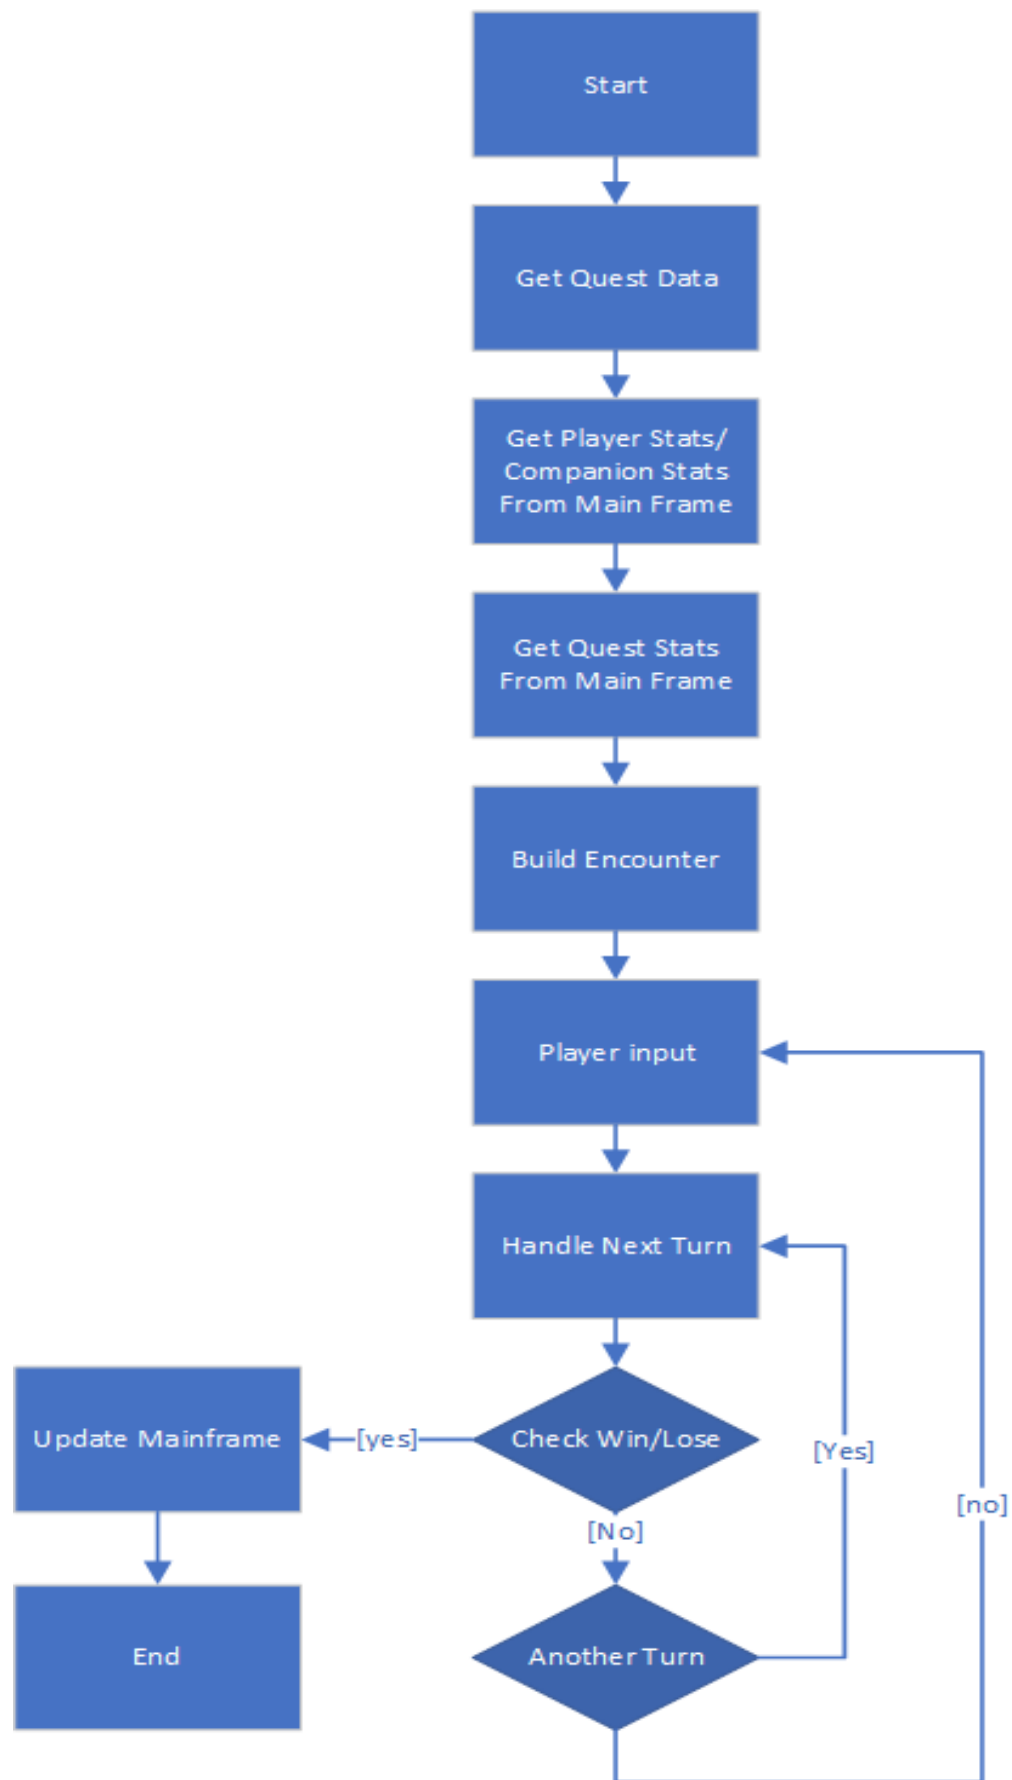 Start
Get Quest Data
Get Player Stats/
Companion Stats
From Main Frame
Get Quest Stats
From Main Frame
Build Encounter
Player input
Handle Next Turn
Update Mainframe
[yes]
Check Win/Lose
[Yes]
[no]
[No]
End
Another Turn